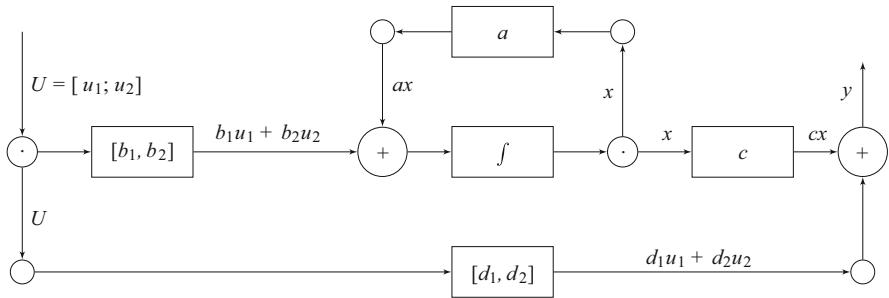 a
U = [u₁; u₂]
ax
x
y
[b₁, b₂]
b₁u₁ + b₂u₂
+
∫
x
c
cx
+
U
[d₁, d₂]
d₁u₁ + d₂u₂